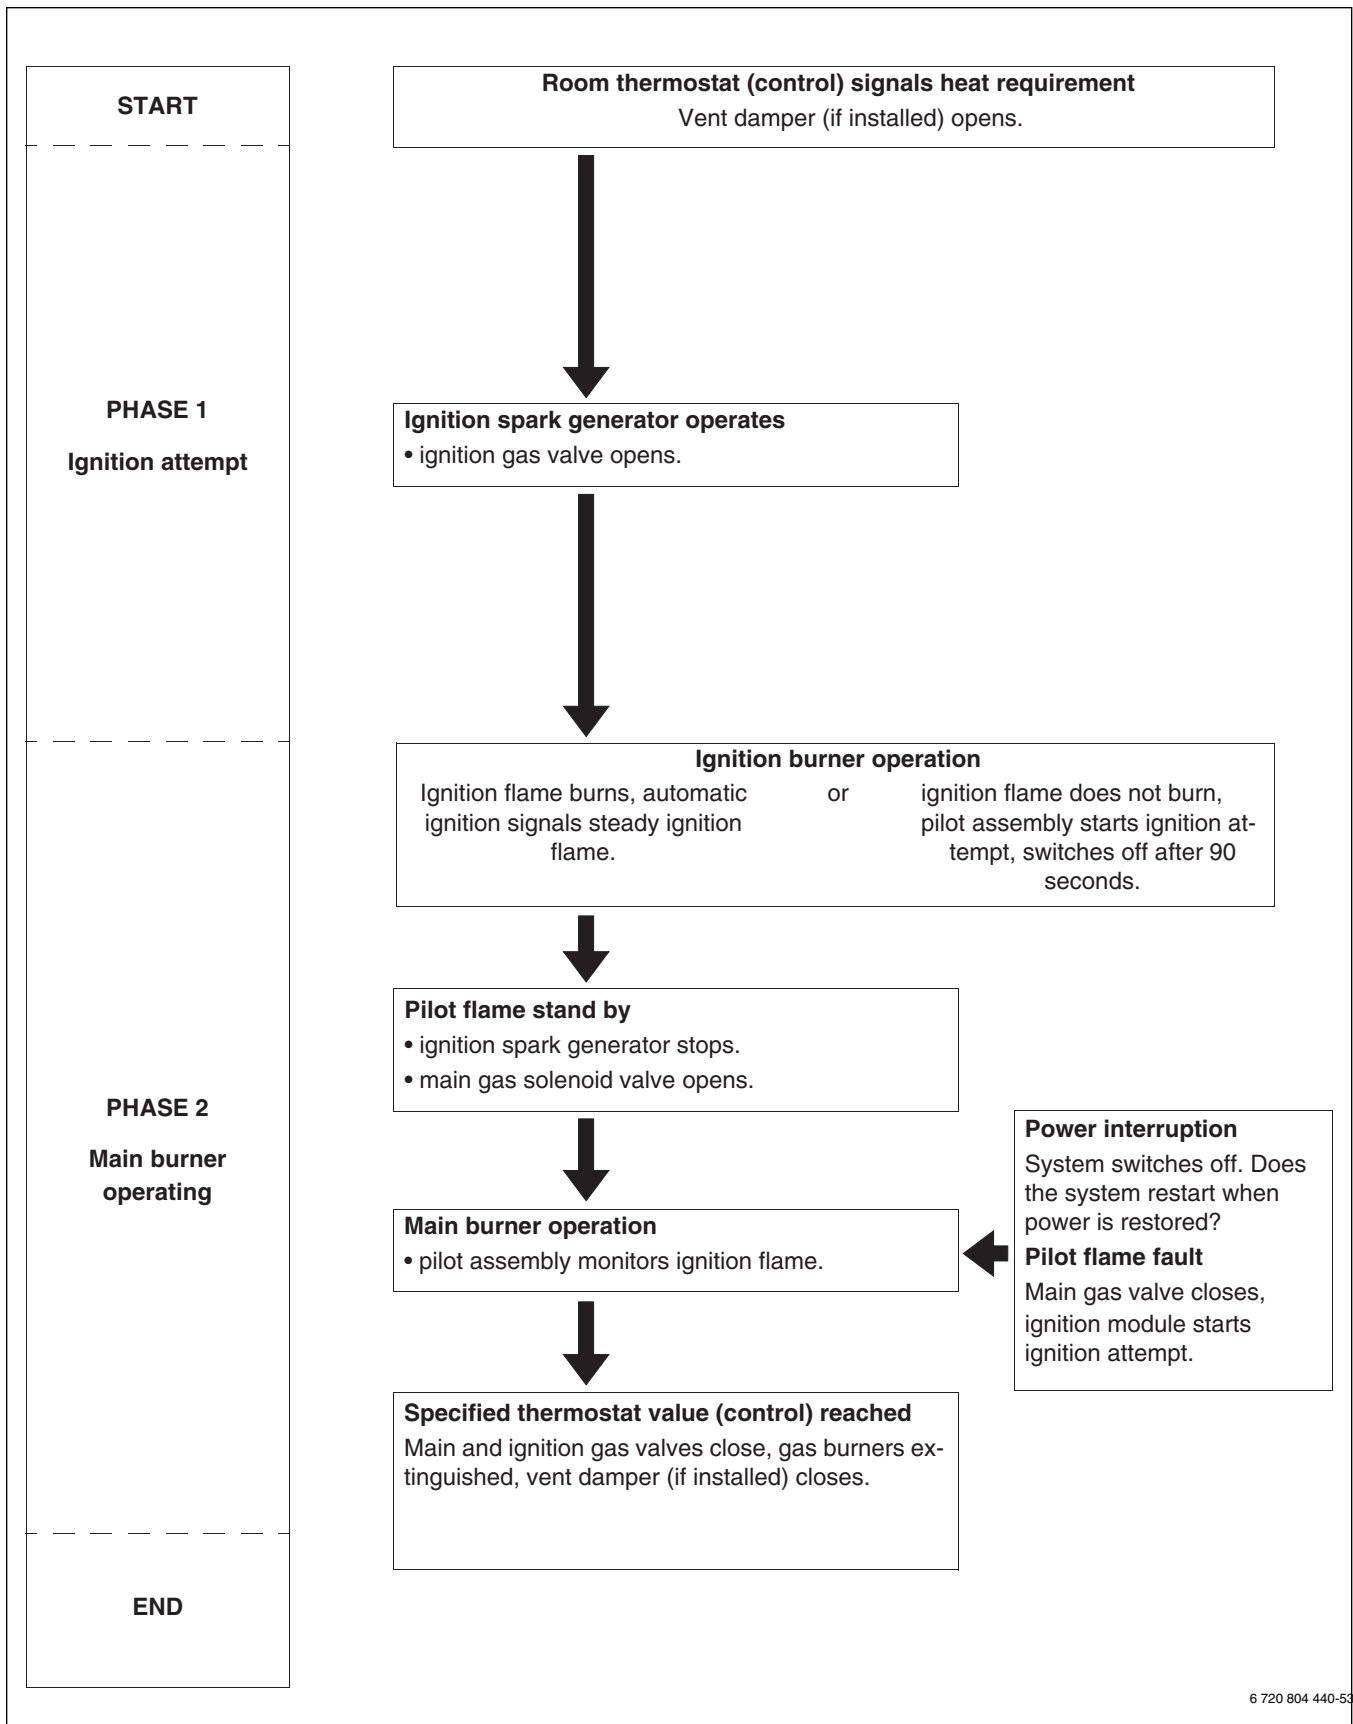 START
Room thermostat (control) signals heat requirement
Vent damper (if installed) opens.
PHASE 1
Ignition attempt
Ignition spark generator operates
• ignition gas valve opens.
Ignition burner operation
Ignition flame burns, automatic
ignition signals steady ignition
flame.
or
ignition flame does not burn,
pilot assembly starts ignition at-
tempt, switches off after 90
seconds.
PHASE 2
Main burner
operating
Pilot flame stand by
• ignition spark generator stops.
• main gas solenoid valve opens.
Main burner operation
• pilot assembly monitors ignition flame.
Power interruption
System switches off. Does
the system restart when
power is restored?
Pilot flame fault
Main gas valve closes,
ignition module starts
ignition attempt.
Specified thermostat value (control) reached
Main and ignition gas valves close, gas burners ex-
tinguished, vent damper (if installed) closes.
END
6 720 804 440-53